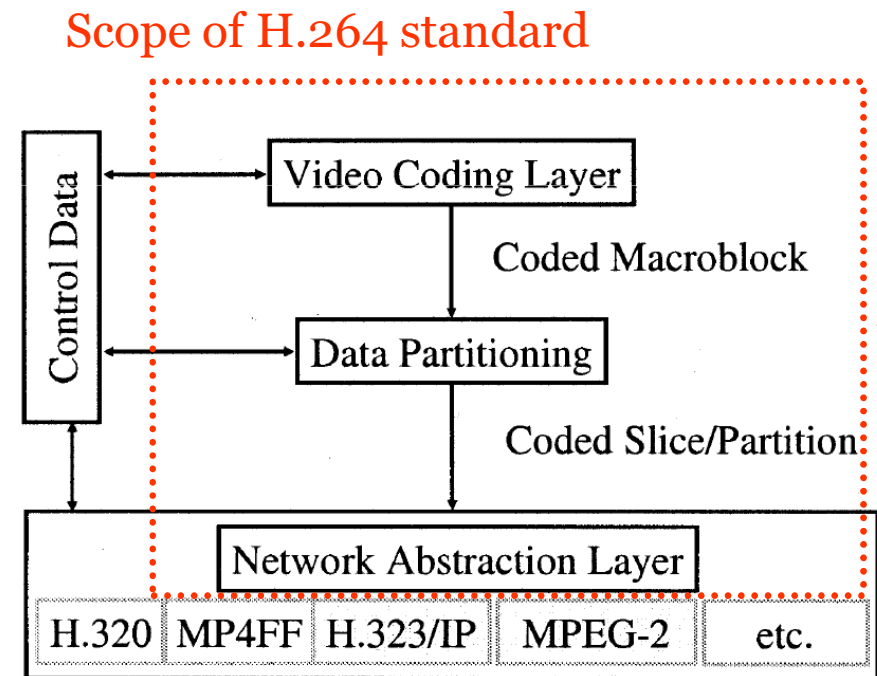 Scope of H.264 standard
Control Data
Video Coding Layer
Coded Macroblock
Data Partitioning
Coded Slice/Partition
Network Abstraction Layer
H.320 MP4FF H.323/IP MPEG-2 etc.